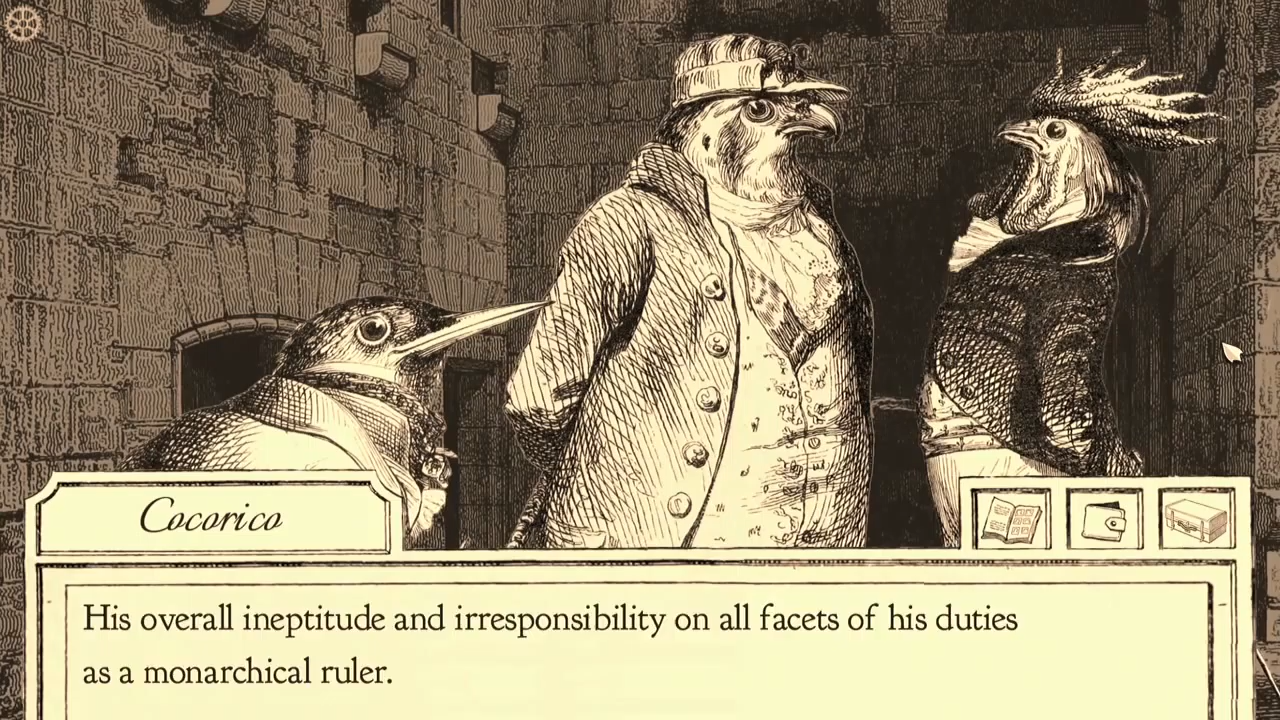 Cocorico
His overall ineptitude and irresponsibility on all facets of his duties
as a monarchical ruler.